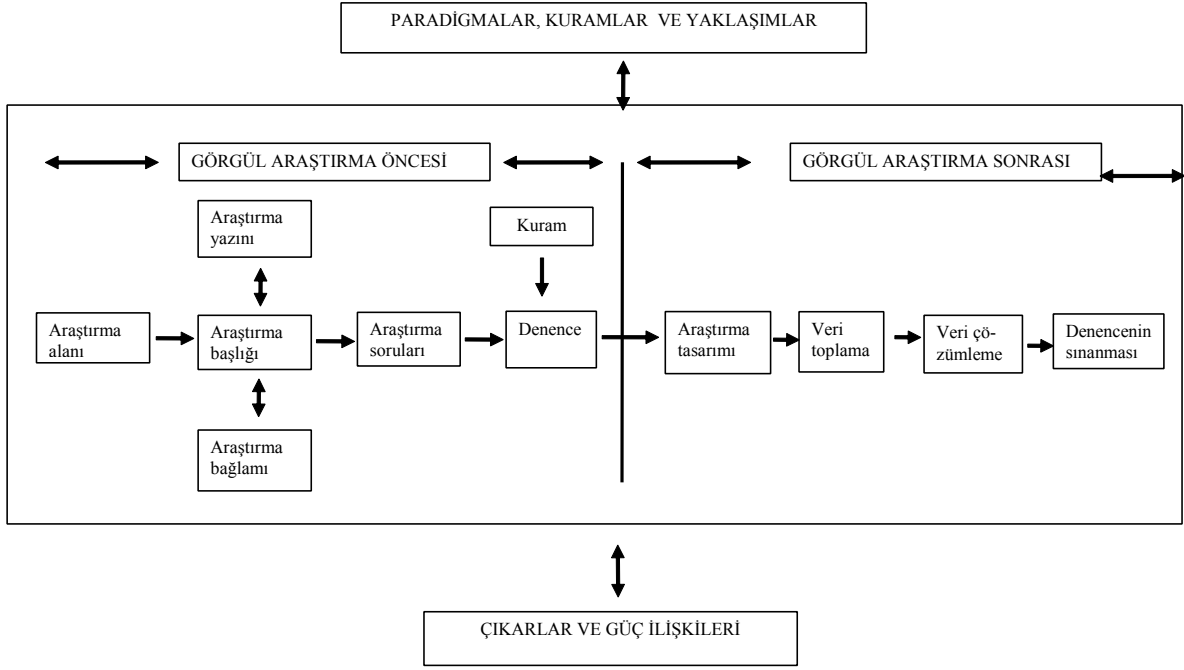 PARADİGMALAR, KURAMLAR VE YAKLAŞIMLAR
GÖRGÜL ARAŞTIRMA ÖNCESİ
GÖRGÜL ARAŞTIRMA SONRASI
Araştırma
yazını
Kuram
Araştırma
alanı
Araştırma
başlığı
Araştırma
soruları
Denence
Araştırma
tasarımı
Veri
toplama
Veri çö-
zümleme
Denencenin
sınanması
Araştırma
bağlamı
ÇIKARLAR VE GÜÇ İLİŞKİLERİ